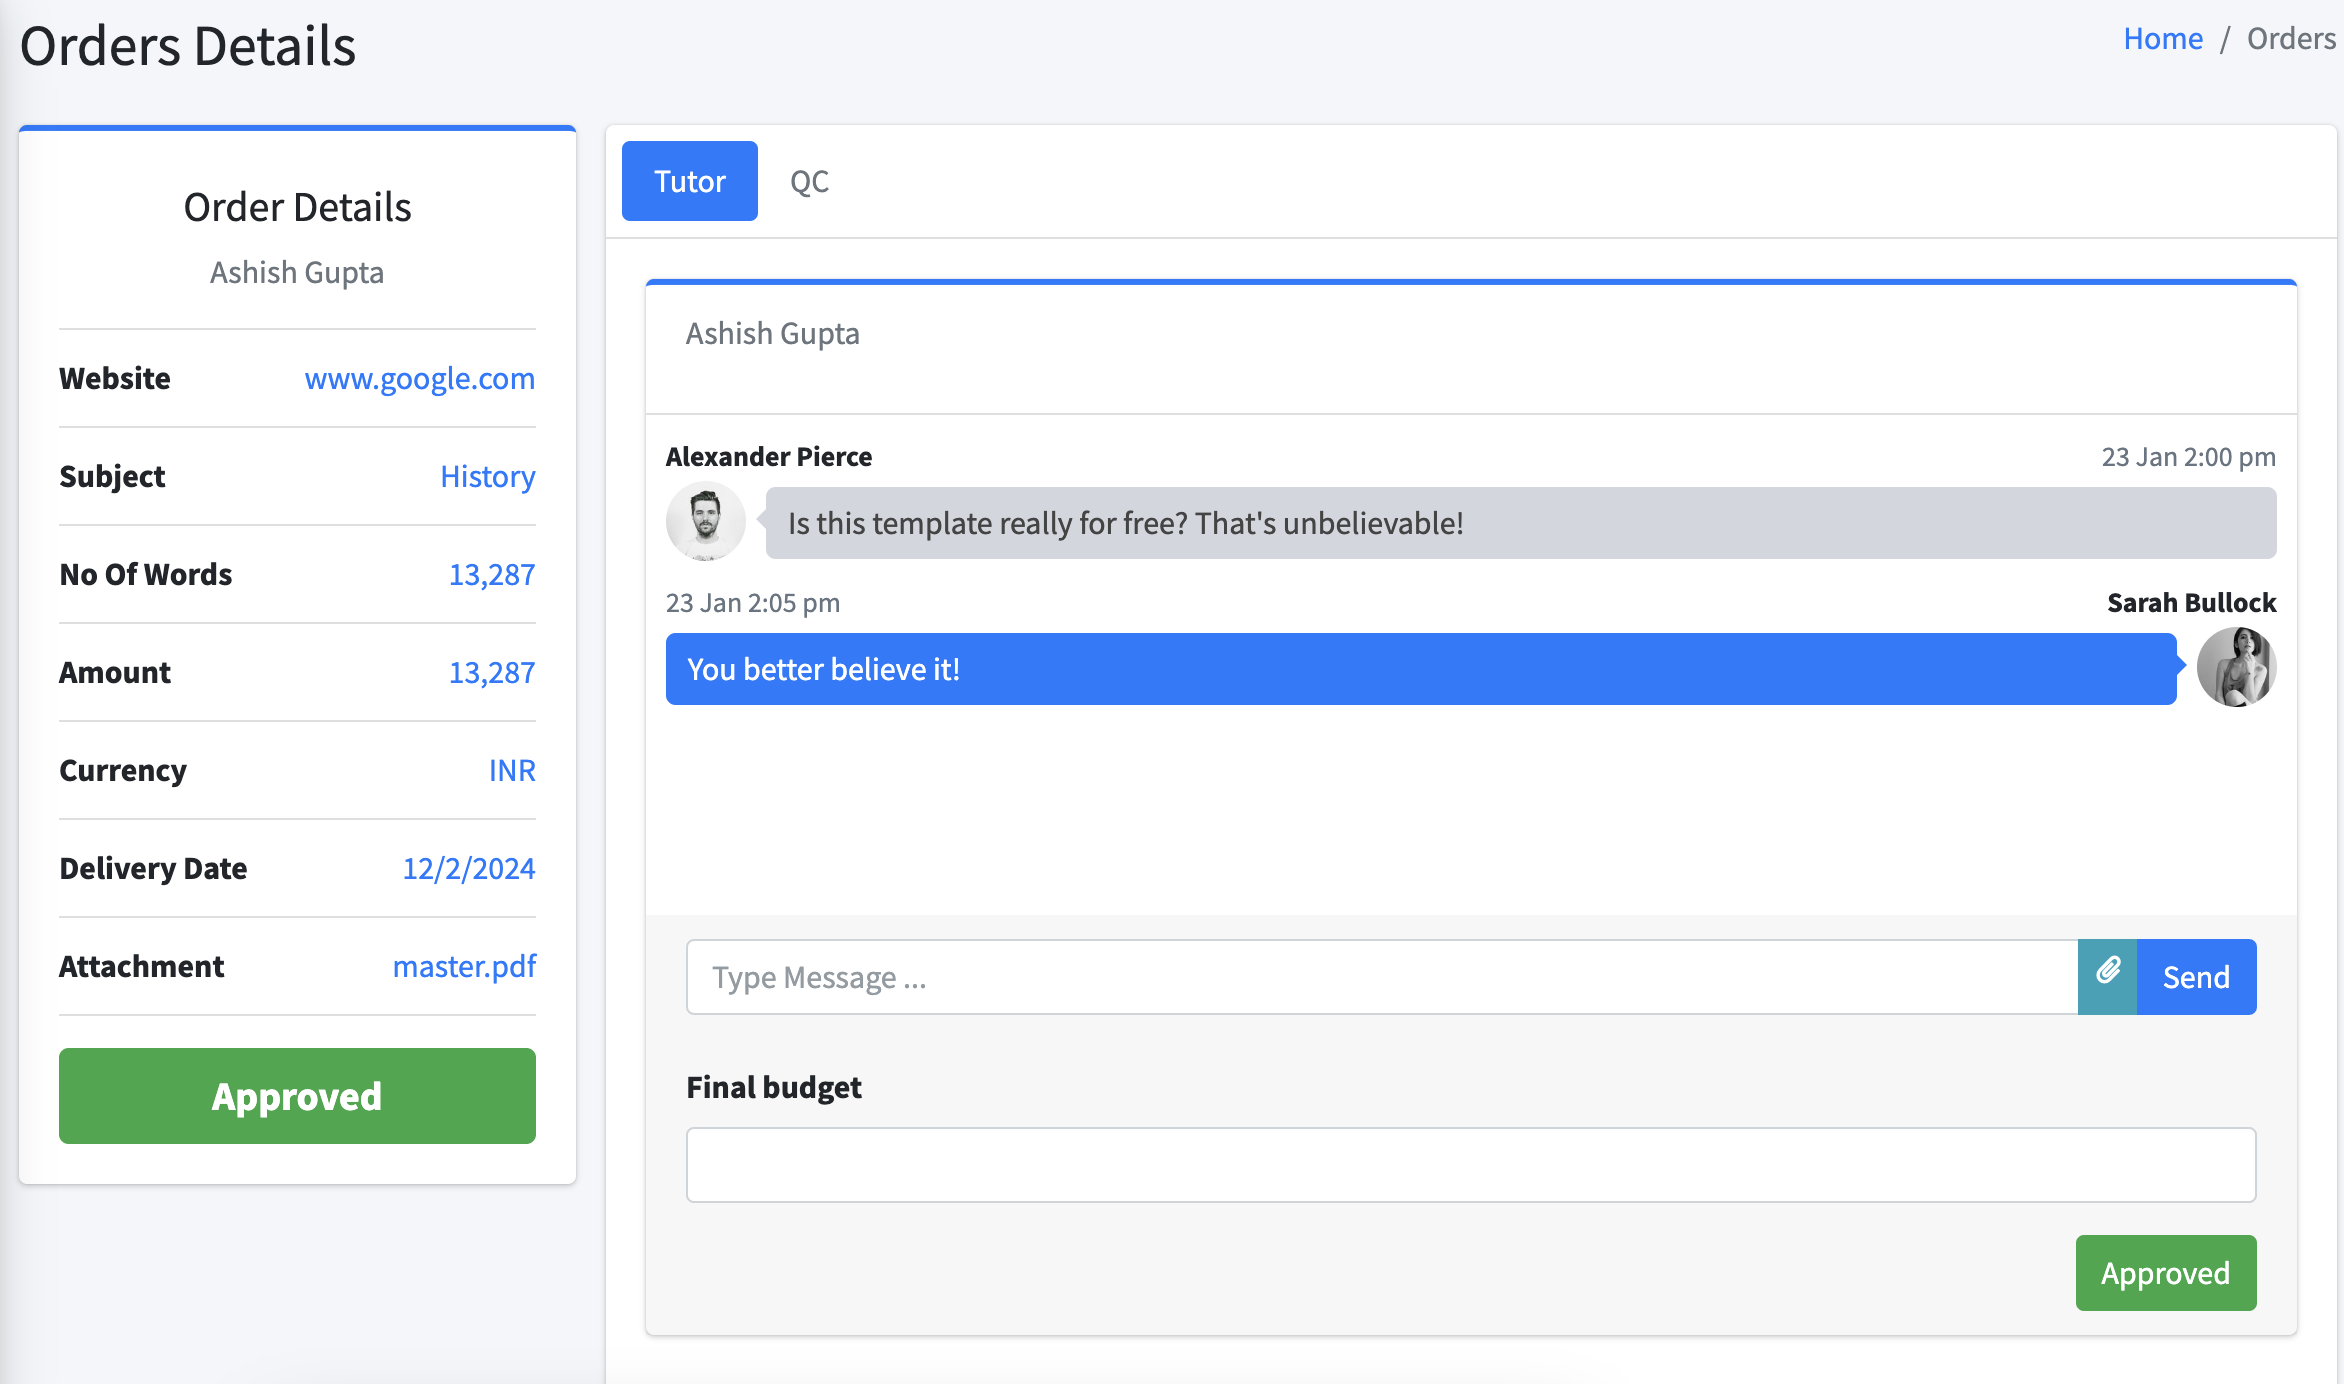 Orders Details
Home / Orders
Order Details
Ashish Gupta
Website www.google.com
Subject History
No Of Words 13,287
Amount 13,287
Currency INR
Delivery Date 12/2/2024
Attachment master.pdf
Approved
Tutor QC
Ashish Gupta
Alexander Pierce 23 Jan 2:00 pm
Is this template really for free? That's unbelievable!
23 Jan 2:05 pm Sarah Bullock
You better believe it!
Type Message ... Send
Final budget
Approved